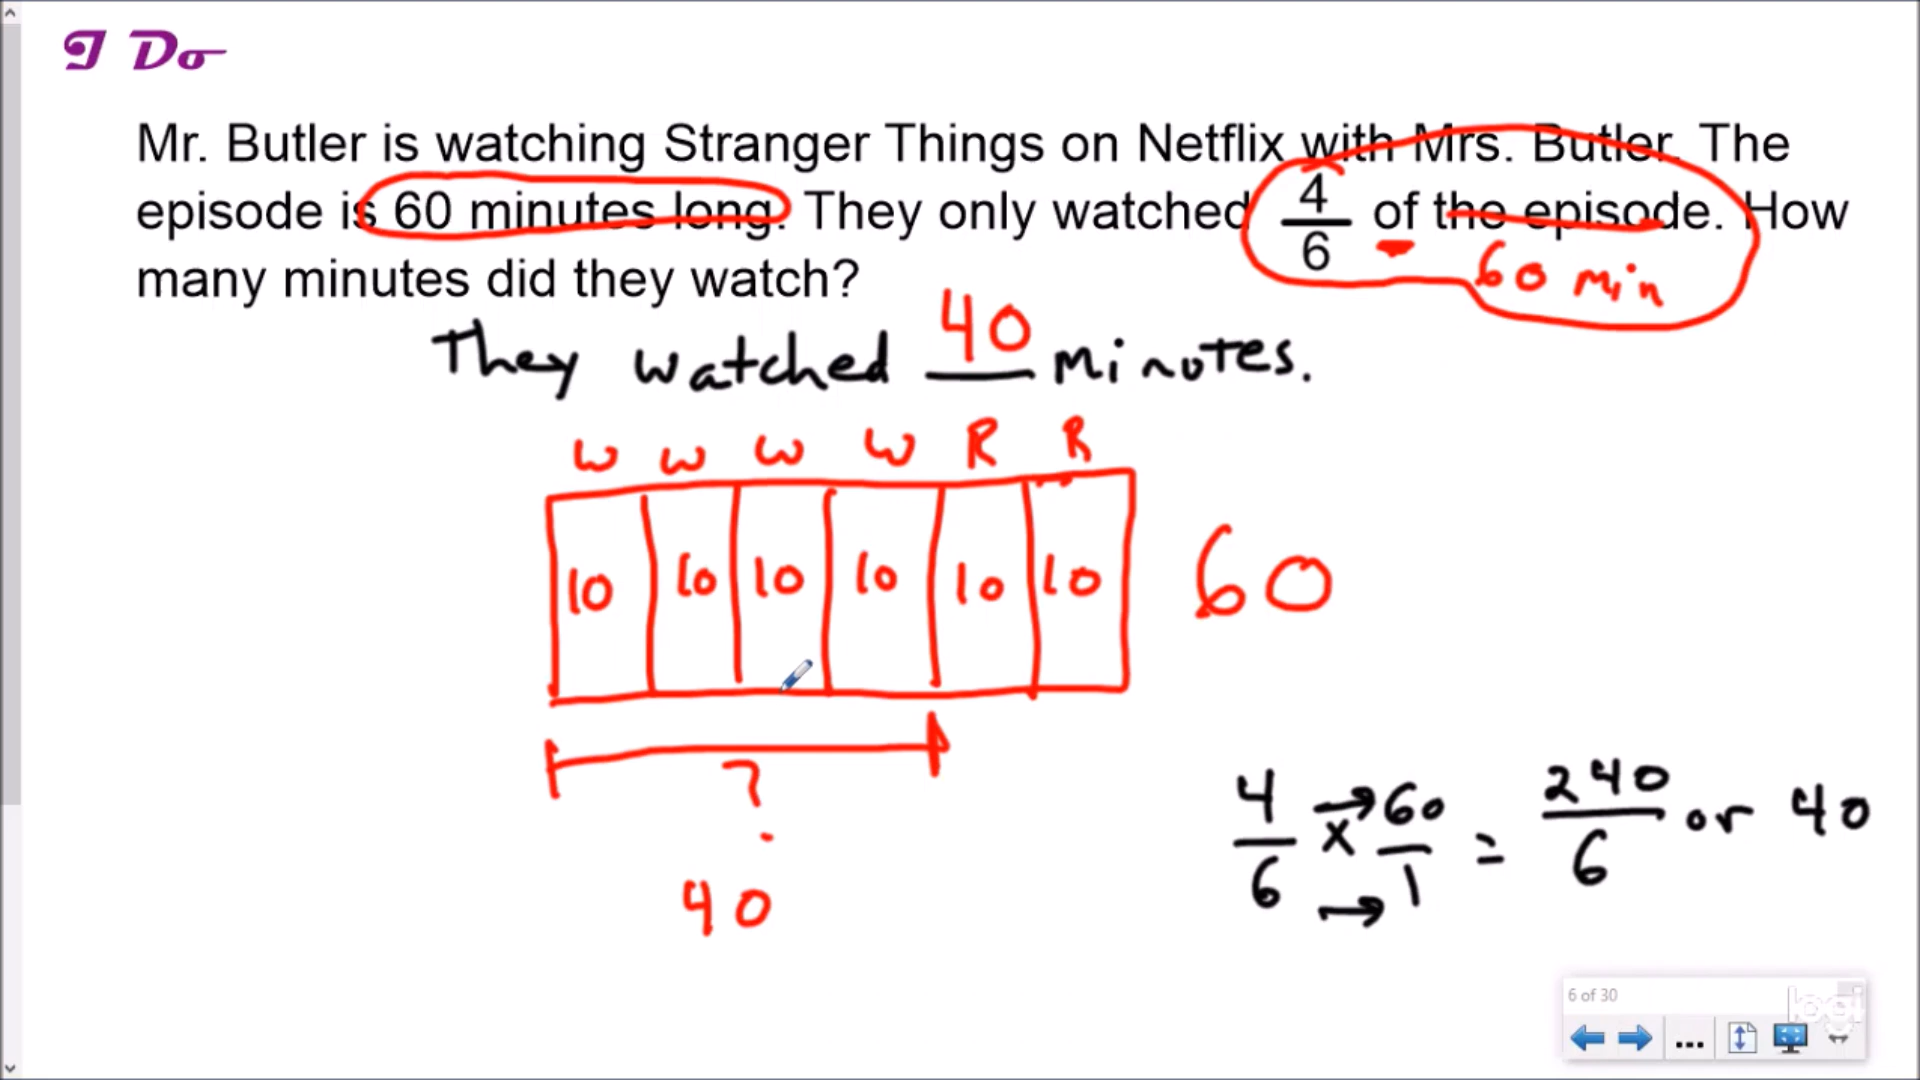 I Do
Mr. Butler is watching Stranger Things on Netflix with Mrs. Butler. The
episode is 60 minutes long. They only watched 4/6 of the episode. How
60 min
many minutes did they watch?
They watched 40 minutes.
W W W W R R
10 10 10 10 10 10 60
?
40
4/6 x 60/1 = 240/6 or 40
6 of 30
logi
...